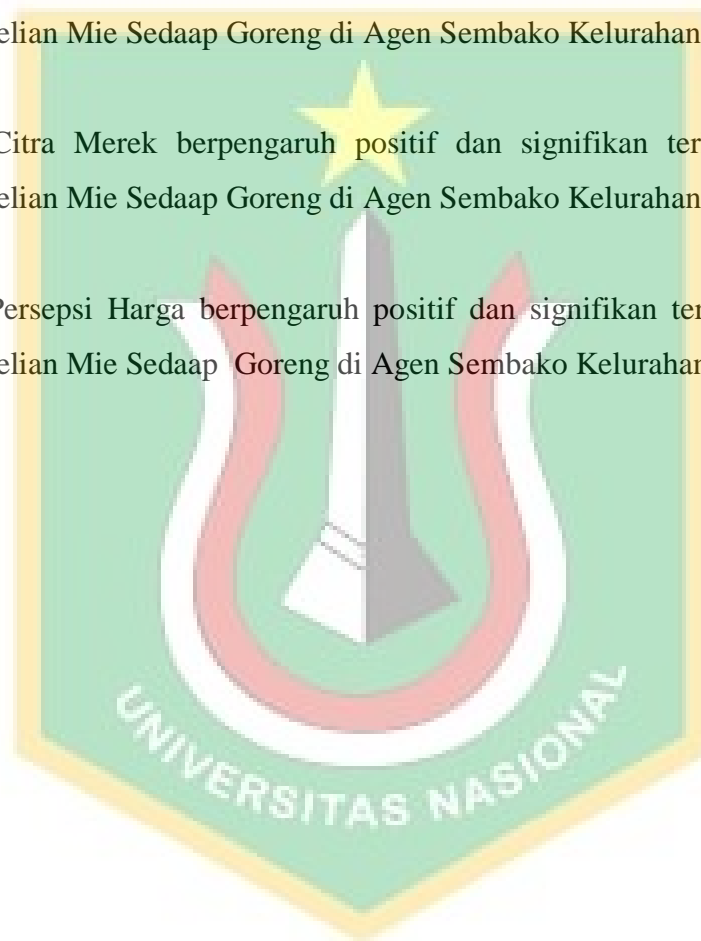 elian Mie Sedaap Goreng di Agen Sembako Kelurahan
Citra Merek berpengaruh positif dan signifikan ter
elian Mie Sedaap Goreng di Agen Sembako Kelurahan
Persepsi Harga berpengaruh positif dan signifikan ter
elian Mie Sedaap Goreng di Agen Sembako Kelurahan
UNIVERSITAS NASIONAL